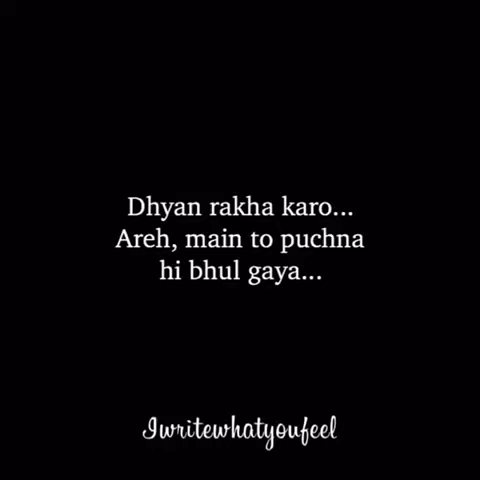 Dhyan rakha karo...
Areh, main to puchna
hi bhul gaya...
Iwritewhatyoufeel